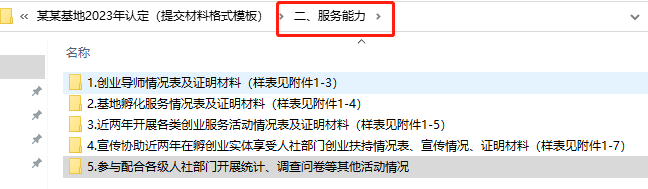 « 某某基地2023年认定（提交材料格式模板） › 二、服务能力 ›
名称
1.创业导师情况表及证明材料（样表见附件1-3）
2.基地孵化服务情况表及证明材料（样表见附件1-4）
3.近两年开展各类创业服务活动情况表及证明材料（样表见附件1-5）
4.宣传协助近两年在孵创业实体享受人社部门创业扶持情况表、宣传情况、证明材料（样表见附件1-7）
5.参与配合各级人社部门开展统计、调查问卷等其他活动情况